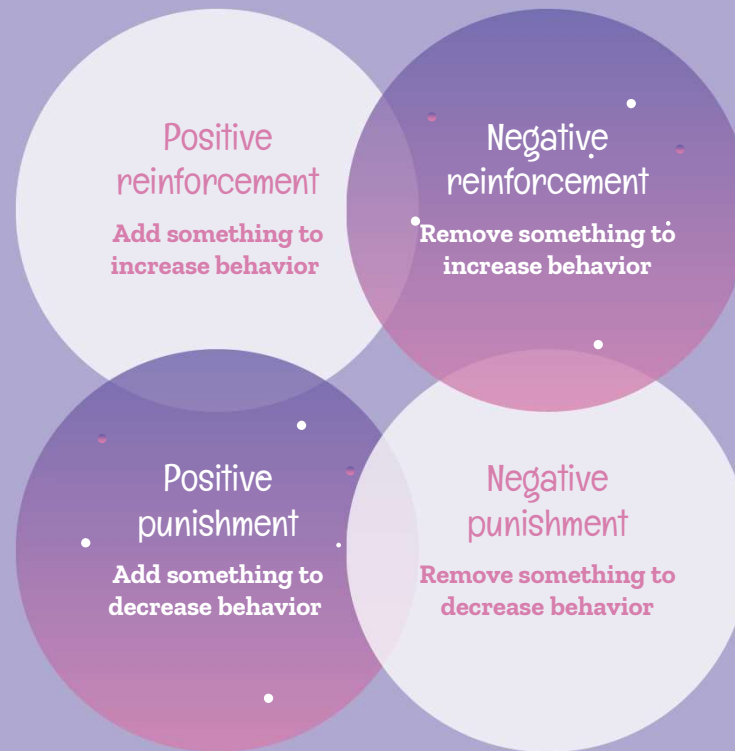 Positive
reinforcement
Add something to
increase behavior
Negative
reinforcement
Remove something to
increase behavior
Positive
punishment
Add something to
decrease behavior
Negative
punishment
Remove something to
decrease behavior